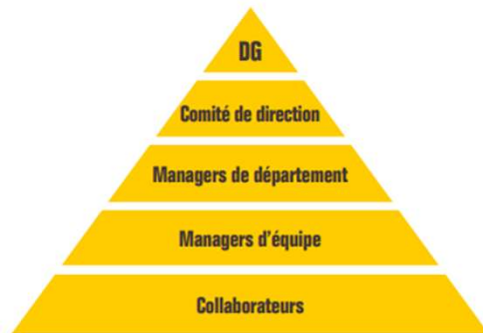 DG
Comité de direction
Managers de département
Managers d'équipe
Collaborateurs